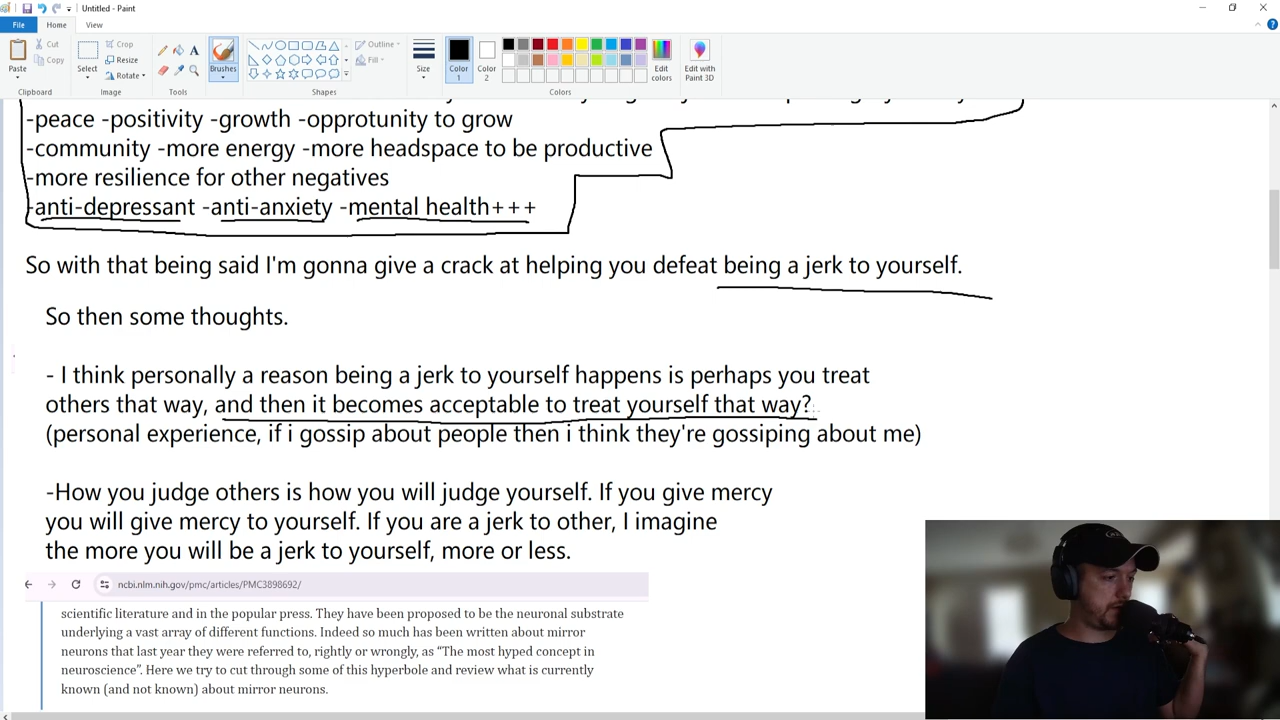 Untitled - Paint
File
Home
View
Paste
Cut
Copy
Clipboard
Select
Crop
Resize
Rotate
Image
Tools
Brushes
Shapes
Outline
Fill
Size
Color 1
Color 2
Edit colors
Colors
Edit with Paint 3D
-peace -positivity -growth -opprotunity to grow
-community -more energy -more headspace to be productive
-more resilience for other negatives
-anti-depressant -anti-anxiety -mental health+++
So with that being said I'm gonna give a crack at helping you defeat being a jerk to yourself.
So then some thoughts.
- I think personally a reason being a jerk to yourself happens is perhaps you treat
others that way, and then it becomes acceptable to treat yourself that way?
(personal experience, if i gossip about people then i think they're gossiping about me)
-How you judge others is how you will judge yourself. If you give mercy
you will give mercy to yourself. If you are a jerk to other, I imagine
the more you will be a jerk to yourself, more or less.
ncbi.nlm.nih.gov/pmc/articles/PMC3898692/
scientific literature and in the popular press. They have been proposed to be the neuronal substrate
underlying a vast array of different functions. Indeed so much has been written about mirror
neurons that last year they were referred to, rightly or wrongly, as “The most hyped concept in
neuroscience”. Here we try to cut through some of this hyperbole and review what is currently
known (and not known) about mirror neurons.